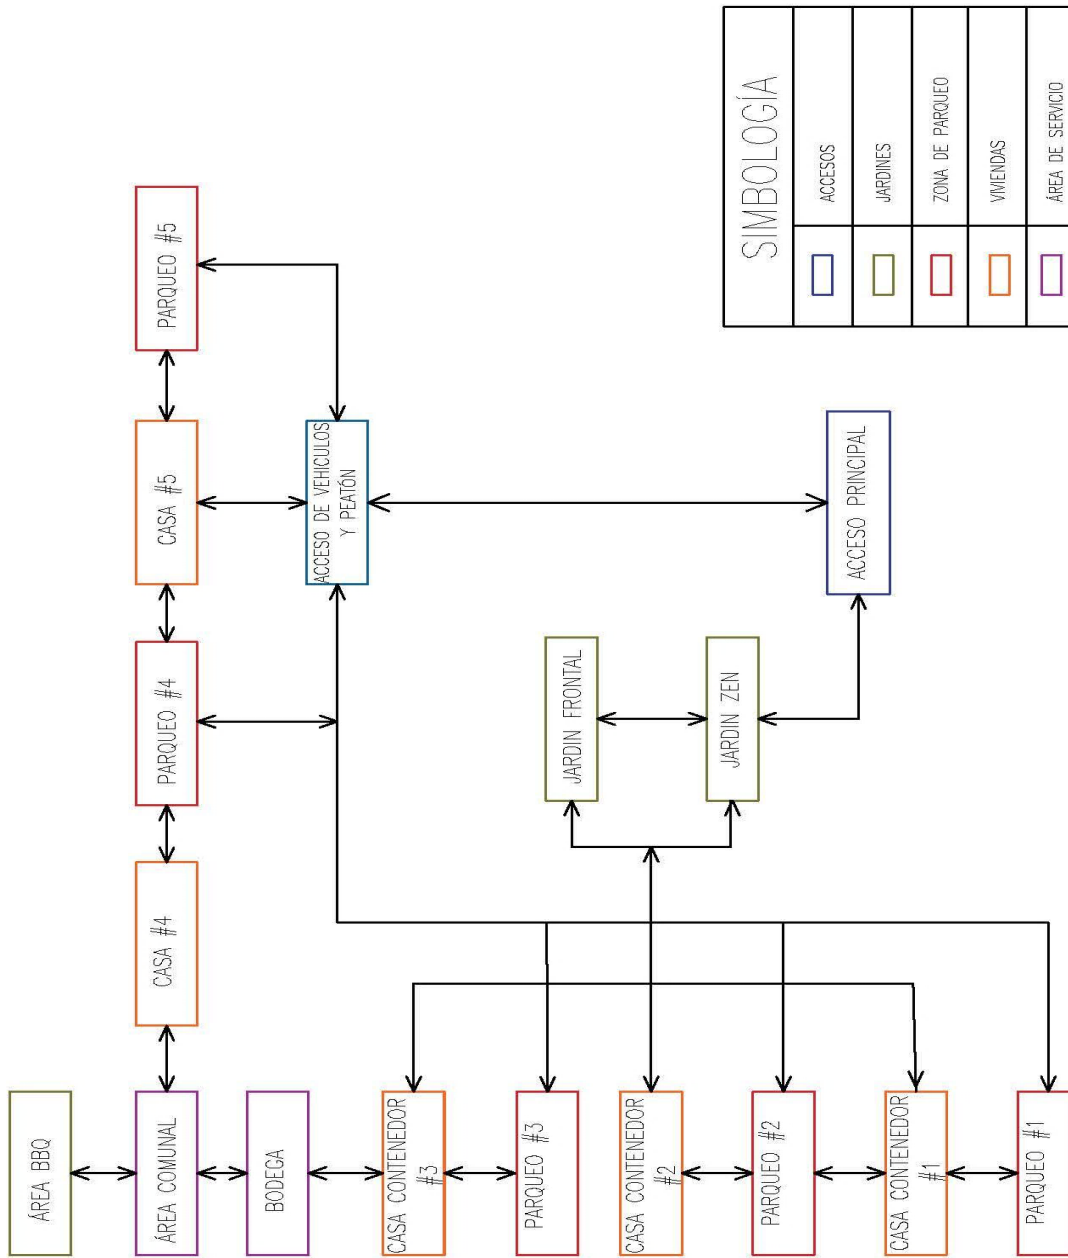 ÁREA BBQ
ÁREA COMUNAL
CASA #4
PARQUEO #4
CASA #5
PARQUEO #5
BODEGA
ACCESO DE VEHICULOS
Y PEATÓN
CASA CONTENEDOR
#3
PARQUEO #3
JARDIN FRONTAL
CASA CONTENEDOR
#2
JARDIN ZEN
PARQUEO #2
ACCESO PRINCIPAL
CASA CONTENEDOR
#1
PARQUEO #1
SIMBOLOGÍA
ACCESOS
JARDINES
ZONA DE PARQUEO
VIVIENDAS
ÁREA DE SERVICIO